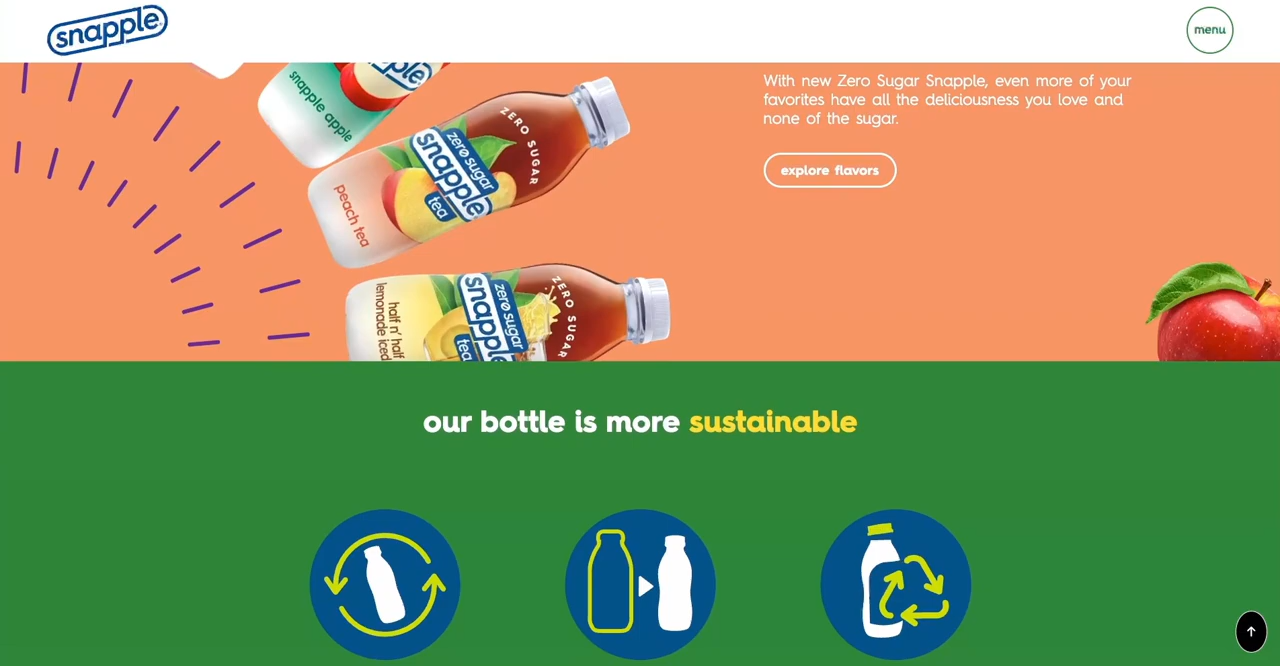 snapple
menu
With new Zero Sugar Snapple, even more of your
favorites have all the deliciousness you love and
none of the sugar.
explore flavors
snapple apple
ZERO SUGAR
zero sugar
snapple
tea
peach tea
ZERO SUGAR
zero sugar
snapple
tea
half n' half
lemonade iced
our bottle is more sustainable